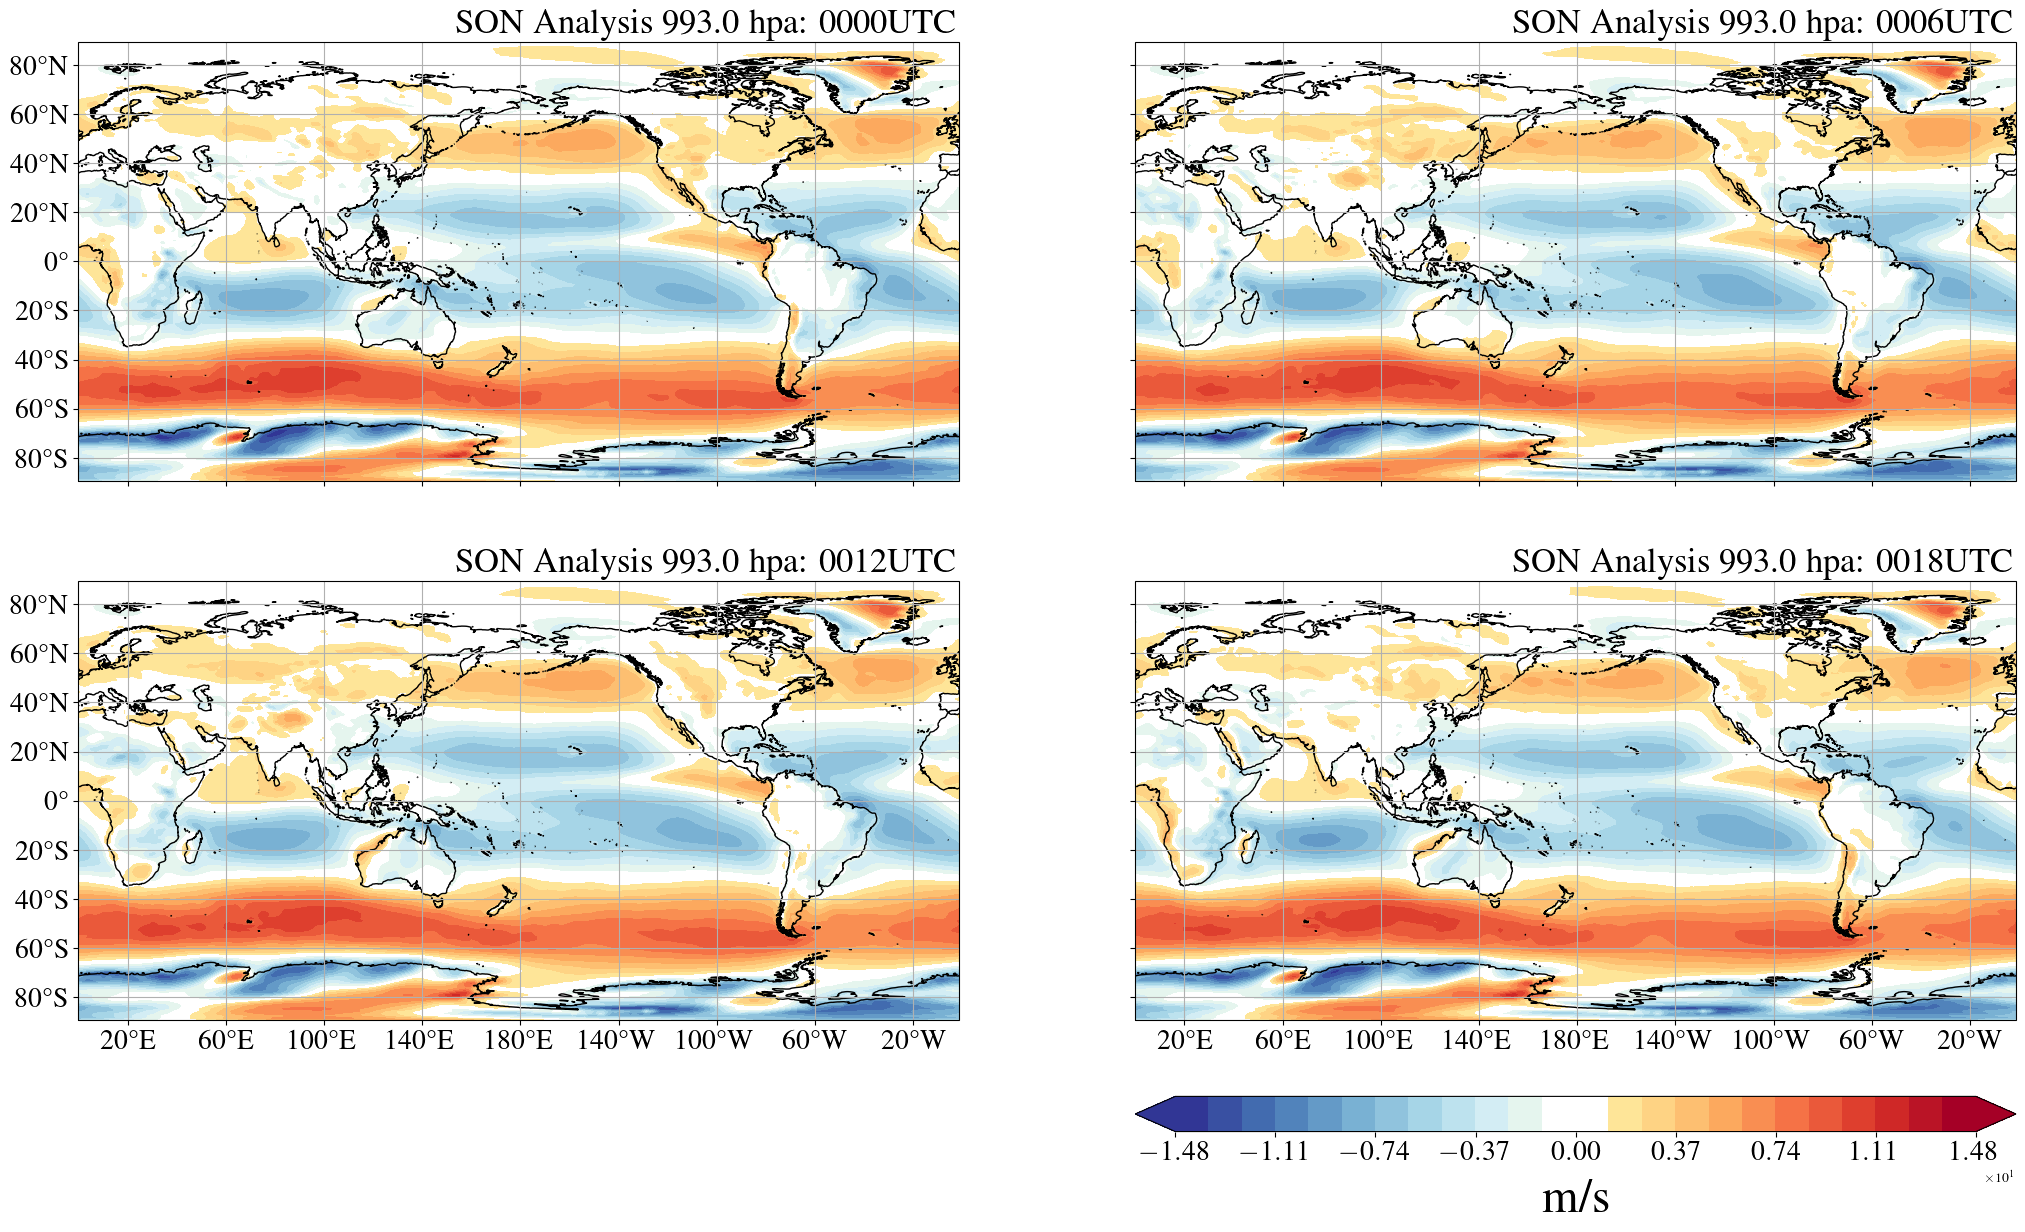 SON Analysis 993.0 hpa: 0000UTC
SON Analysis 993.0 hpa: 0006UTC
80°N
60°N
40°N
20°N
0°
20°S
40°S
60°S
80°S
SON Analysis 993.0 hpa: 0012UTC
SON Analysis 993.0 hpa: 0018UTC
80°N
60°N
40°N
20°N
0°
20°S
40°S
60°S
80°S
20°E 60°E 100°E 140°E 180°E 140°W 100°W 60°W 20°W
20°E 60°E 100°E 140°E 180°E 140°W 100°W 60°W 20°W
−1.48 −1.11 −0.74 −0.37 0.00 0.37 0.74 1.11 1.48
×10¹
m/s